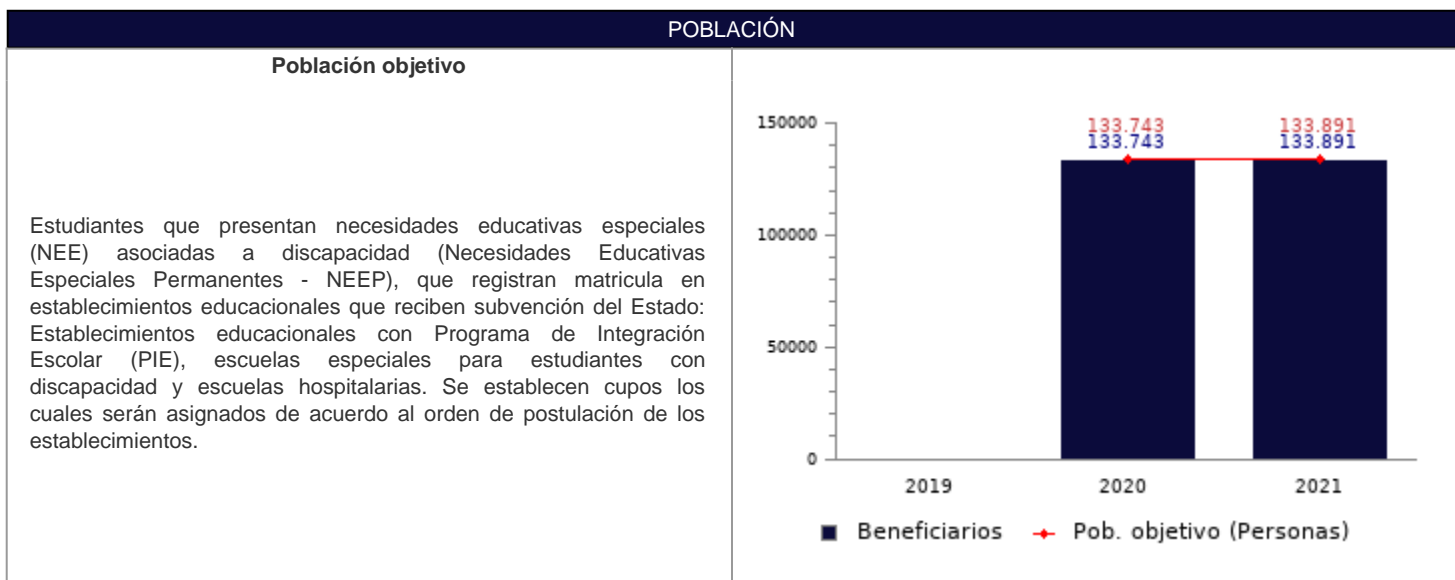 POBLACIÓN
Población objetivo
Estudiantes que presentan necesidades educativas especiales
(NEE) asociadas a discapacidad (Necesidades Educativas
Especiales Permanentes - NEEP), que registran matricula en
establecimientos educacionales que reciben subvención del Estado:
Establecimientos educacionales con Programa de Integración
Escolar (PIE), escuelas especiales para estudiantes con
discapacidad y escuelas hospitalarias. Se establecen cupos los
cuales serán asignados de acuerdo al orden de postulación de los
establecimientos.
150000
100000
50000
0
133.743
133.743
133.891
133.891
2019 2020 2021
Beneficiarios Pob. objetivo (Personas)